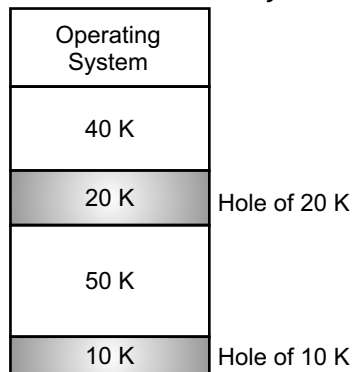 Operating
System
40 K
20 K
Hole of 20 K
50 K
10 K
Hole of 10 K